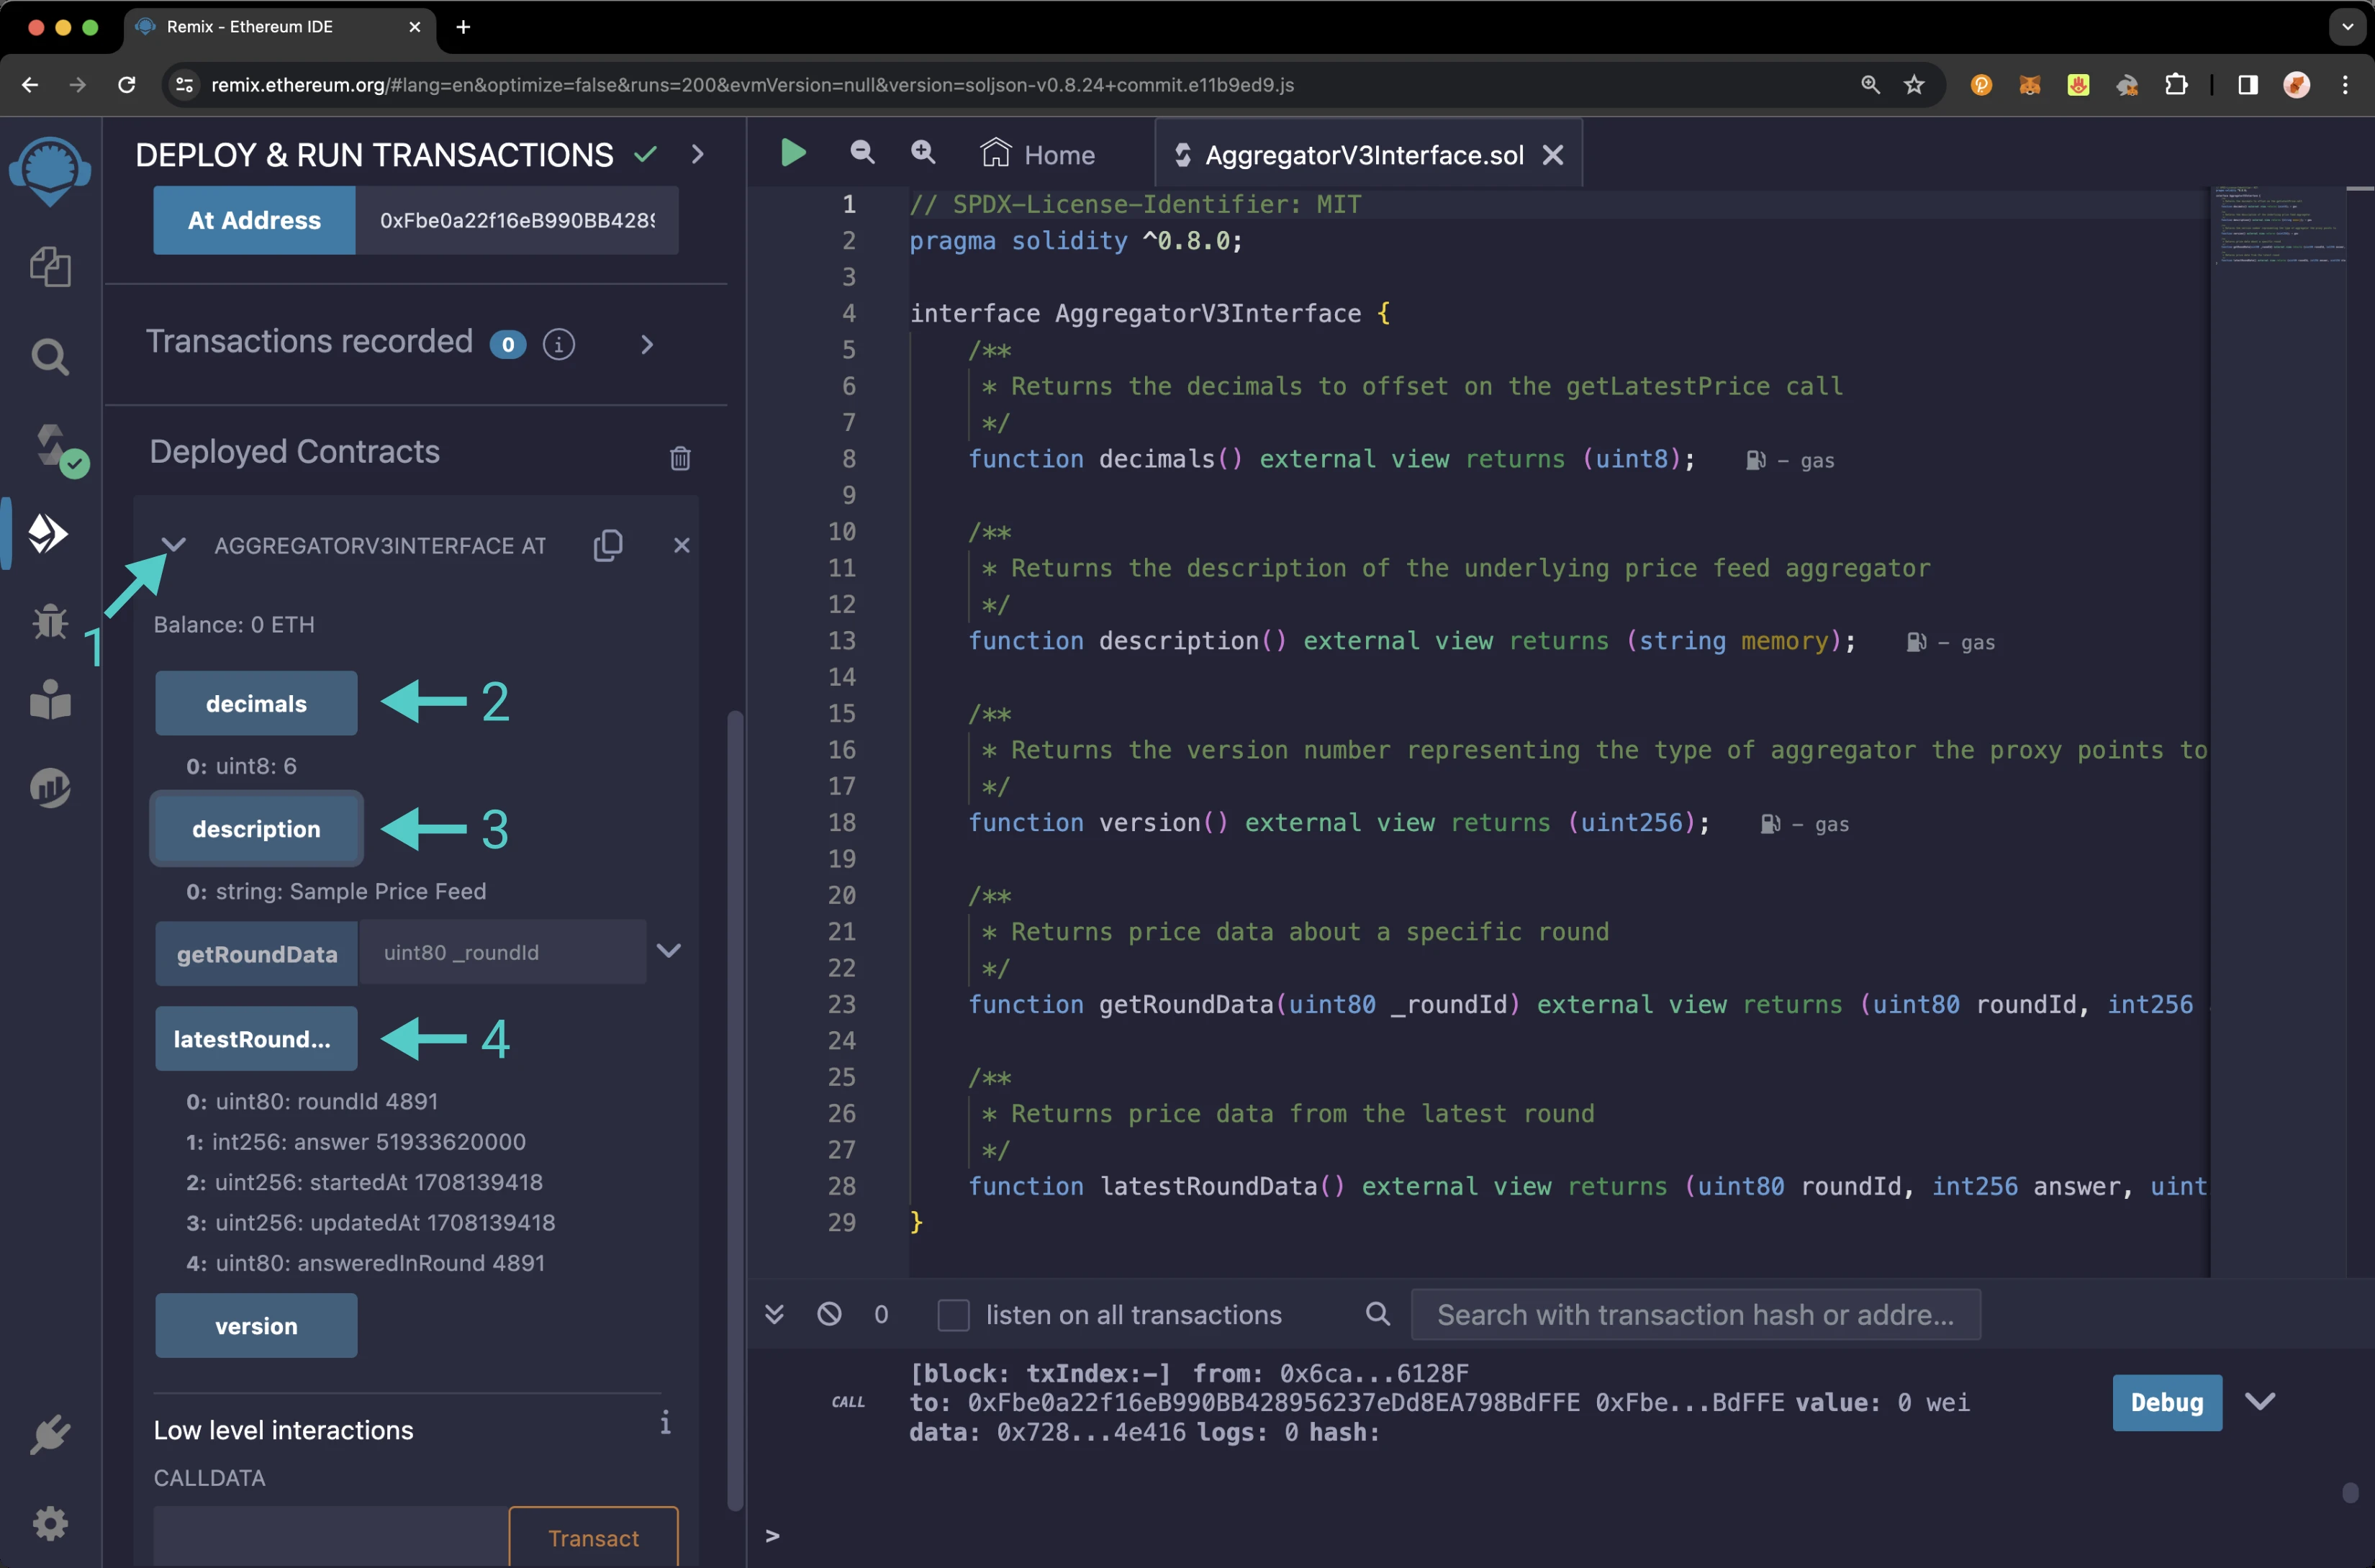 Remix - Ethereum IDE
remix.ethereum.org/#lang=en&optimize=false&runs=200&evmVersion=null&version=soljson-v0.8.24+commit.e11b9ed9.js
DEPLOY & RUN TRANSACTIONS
At Address
0xFbe0a22f16eB990BB4289
Transactions recorded 0 i
Deployed Contracts
AGGREGATORV3INTERFACE AT
1
Balance: 0 ETH
decimals
2
0: uint8: 6
description
3
0: string: Sample Price Feed
getRoundData
uint80 _roundId
latestRound...
4
0: uint80: roundId 4891
1: int256: answer 51933620000
2: uint256: startedAt 1708139418
3: uint256: updatedAt 1708139418
4: uint80: answeredInRound 4891
version
Low level interactions
i
CALLDATA
Transact
Home
AggregatorV3Interface.sol
1 // SPDX-License-Identifier: MIT
2 pragma solidity ^0.8.0;
3
4 interface AggregatorV3Interface {
5 /**
6 * Returns the decimals to offset on the getLatestPrice call
7 */
8 function decimals() external view returns (uint8); - gas
9
10 /**
11 * Returns the description of the underlying price feed aggregator
12 */
13 function description() external view returns (string memory); - gas
14
15 /**
16 * Returns the version number representing the type of aggregator the proxy points to
17 */
18 function version() external view returns (uint256); - gas
19
20 /**
21 * Returns price data about a specific round
22 */
23 function getRoundData(uint80 _roundId) external view returns (uint80 roundId, int256
24
25 /**
26 * Returns price data from the latest round
27 */
28 function latestRoundData() external view returns (uint80 roundId, int256 answer, uint
29 }
0
listen on all transactions
Search with transaction hash or addre...
[block: txIndex:-] from: 0x6ca...6128F
CALL
to: 0xFbe0a22f16eB990BB428956237eDd8EA798BdFFE 0xFbe...BdFFE value: 0 wei
data: 0x728...4e416 logs: 0 hash:
Debug
>